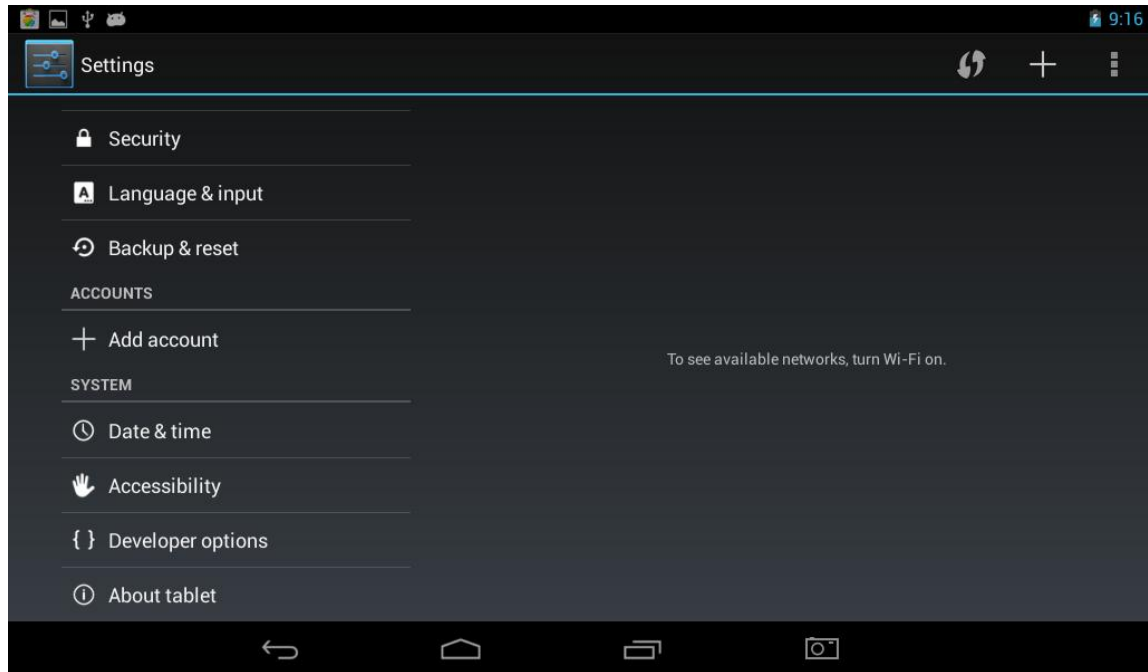 9:16
Settings
Security
Language & input
Backup & reset
ACCOUNTS
Add account
To see available networks, turn Wi-Fi on.
SYSTEM
Date & time
Accessibility
{ } Developer options
About tablet